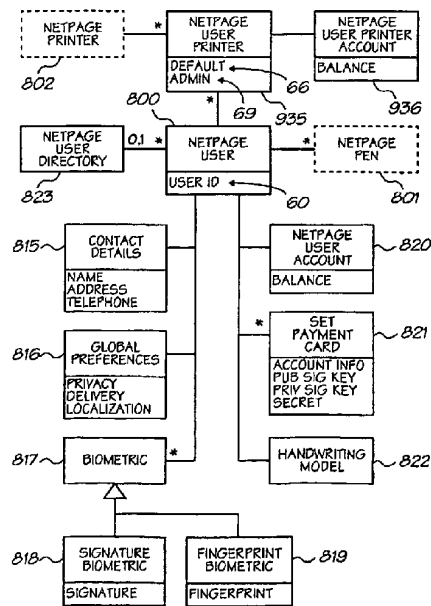 NETPAGE
PRINTER
802
*
NETPAGE
USER
PRINTER
DEFAULT
ADMIN
66
69
935
NETPAGE
USER PRINTER
ACCOUNT
BALANCE
936
800
*
NETPAGE
USER
DIRECTORY
823
0,1
*
NETPAGE
USER
USER ID
60
*
NETPAGE
PEN
801
815
CONTACT
DETAILS
NAME
ADDRESS
TELEPHONE
NETPAGE
USER
ACCOUNT
BALANCE
820
816
GLOBAL
PREFERENCES
PRIVACY
DELIVERY
LOCALIZATION
*
SET
PAYMENT
CARD
ACCOUNT INFO
PUB SIG KEY
PRIV SIG KEY
SECRET
821
817
BIOMETRIC
*
HANDWRITING
MODEL
822
818
SIGNATURE
BIOMETRIC
SIGNATURE
FINGERPRINT
BIOMETRIC
FINGERPRINT
819